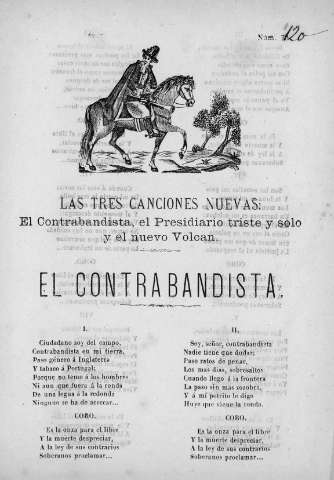 Núm. 120
LAS TRES CANCIONES NUEVAS:
El Contrabandista, el Presidiario triste y solo
y el nuevo Volcan.
EL CONTRABANDISTA.
I.
Ciudadano soy del campo,
Contrabandista en mi tierra,
Paso género á Inglaterra
Y tabaco á Portugal;
Parque no temo á los hombres
Ni aun que fuera á la ronda
De una legua á la redonda
Ninguno se ha de acercar...
CORO.
Es la onza para el libre
Y la muerte despreciar,
A la ley de sus contrarios
Soberanos proclamar...
II.
Soy, señor, contrabandista
Nadie tiene que dudar;
Paso ratos de pesar,
Los mas dias, sobresaltos
Cuando llego á la frontera
La paso sin mas zozobra,
Y á mi potrito le digo
Huye que viene la ronda.
CORO.
Es la onza para el libre
Y la muerte despreciar,
A la ley de sus contrarios
Soberanos proclamar...